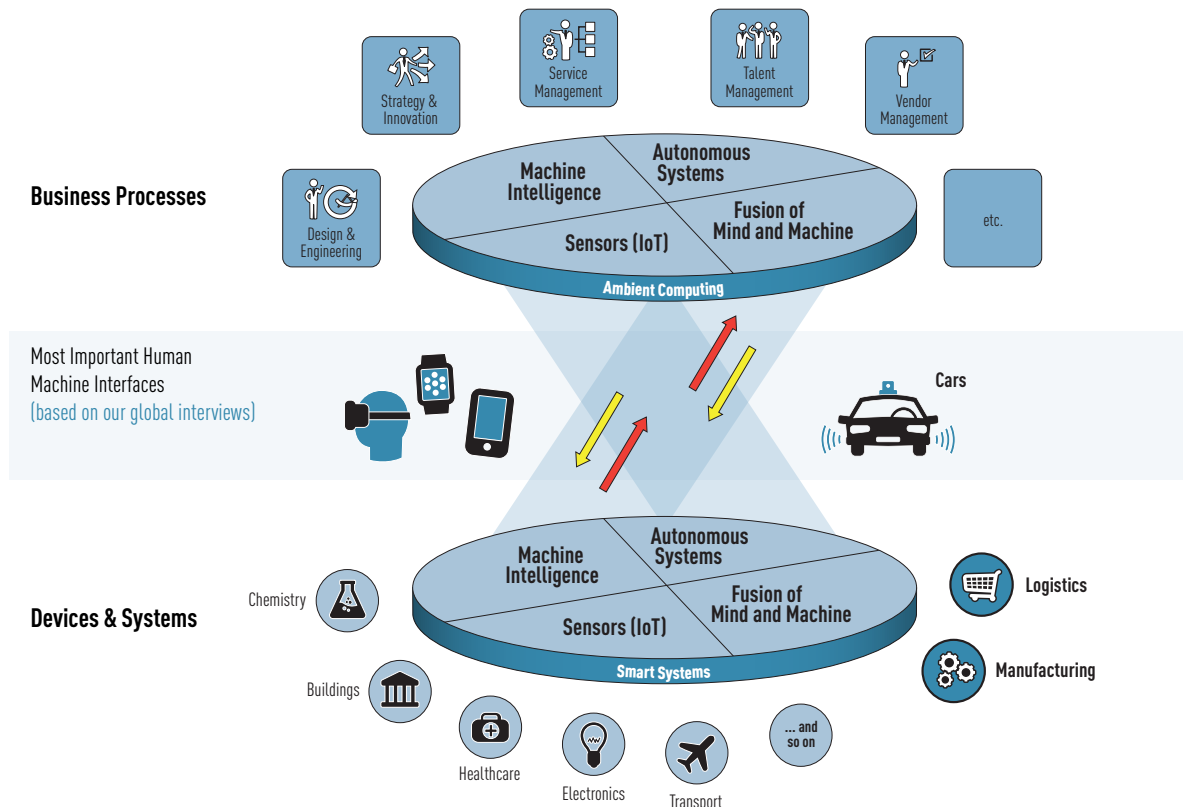 Strategy &
Innovation
Service
Management
Talent
Management
Vendor
Management
Business Processes
Design &
Engineering
Machine
Intelligence
Autonomous
Systems
Fusion of
Mind and Machine
Sensors (IoT)
Ambient Computing
etc.
Most Important Human
Machine Interfaces
(based on our global interviews)
Cars
Devices & Systems
Machine
Intelligence
Autonomous
Systems
Fusion of
Mind and Machine
Sensors (IoT)
Smart Systems
Chemistry
Buildings
Healthcare
Electronics
Transport
... and
so on
Logistics
Manufacturing